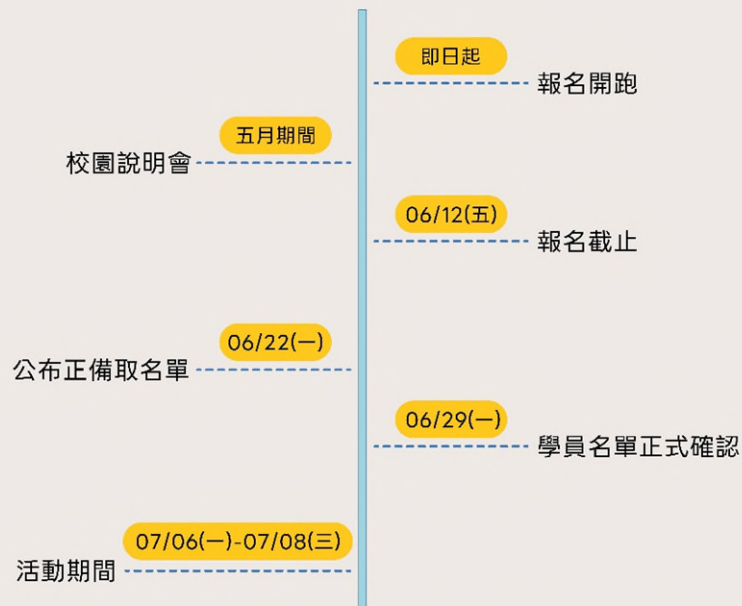 即日起
報名開跑
五月期間
校園說明會
06/12(五)
報名截止
06/22(一)
公布正備取名單
06/29(一)
學員名單正式確認
07/06(一)-07/08(三)
活動期間